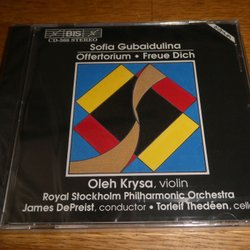 BIS
CD-566 STEREO
Sofia Gubaidulina
Offertorium • Freue Dich
Oleh Krysa, violin
Royal Stockholm Philharmonic Orchestra
James DePreist, conductor • Torleif Thedéen, cello